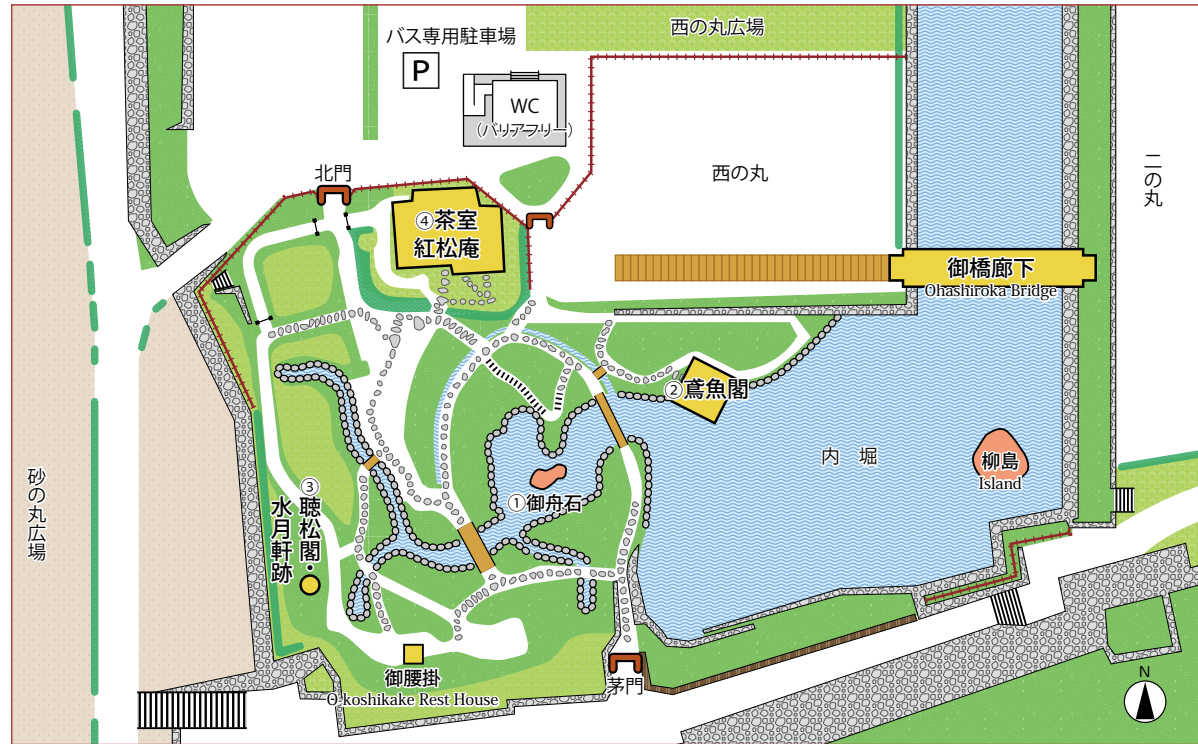 西の丸広場
バス専用駐車場
P
WC
(バリアフリー)
二の丸
北門
西の丸
④茶室
紅松庵
御橋廊下
Ohashiroka Bridge
②鳶魚閣
内 堀
柳島
Island
砂の丸広場
③聴松閣・
水月軒跡
①御舟石
御腰掛
O-koshikake Rest House
茅門
N